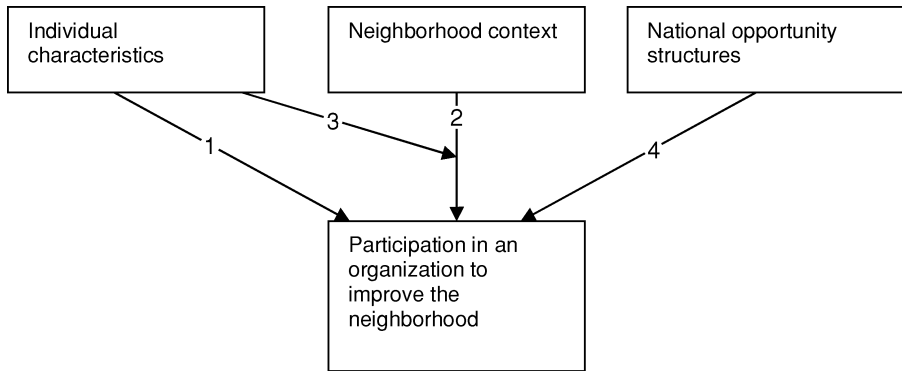 Individual
characteristics
Neighborhood context
National opportunity
structures
3
2
1
4
Participation in an
organization to
improve the
neighborhood